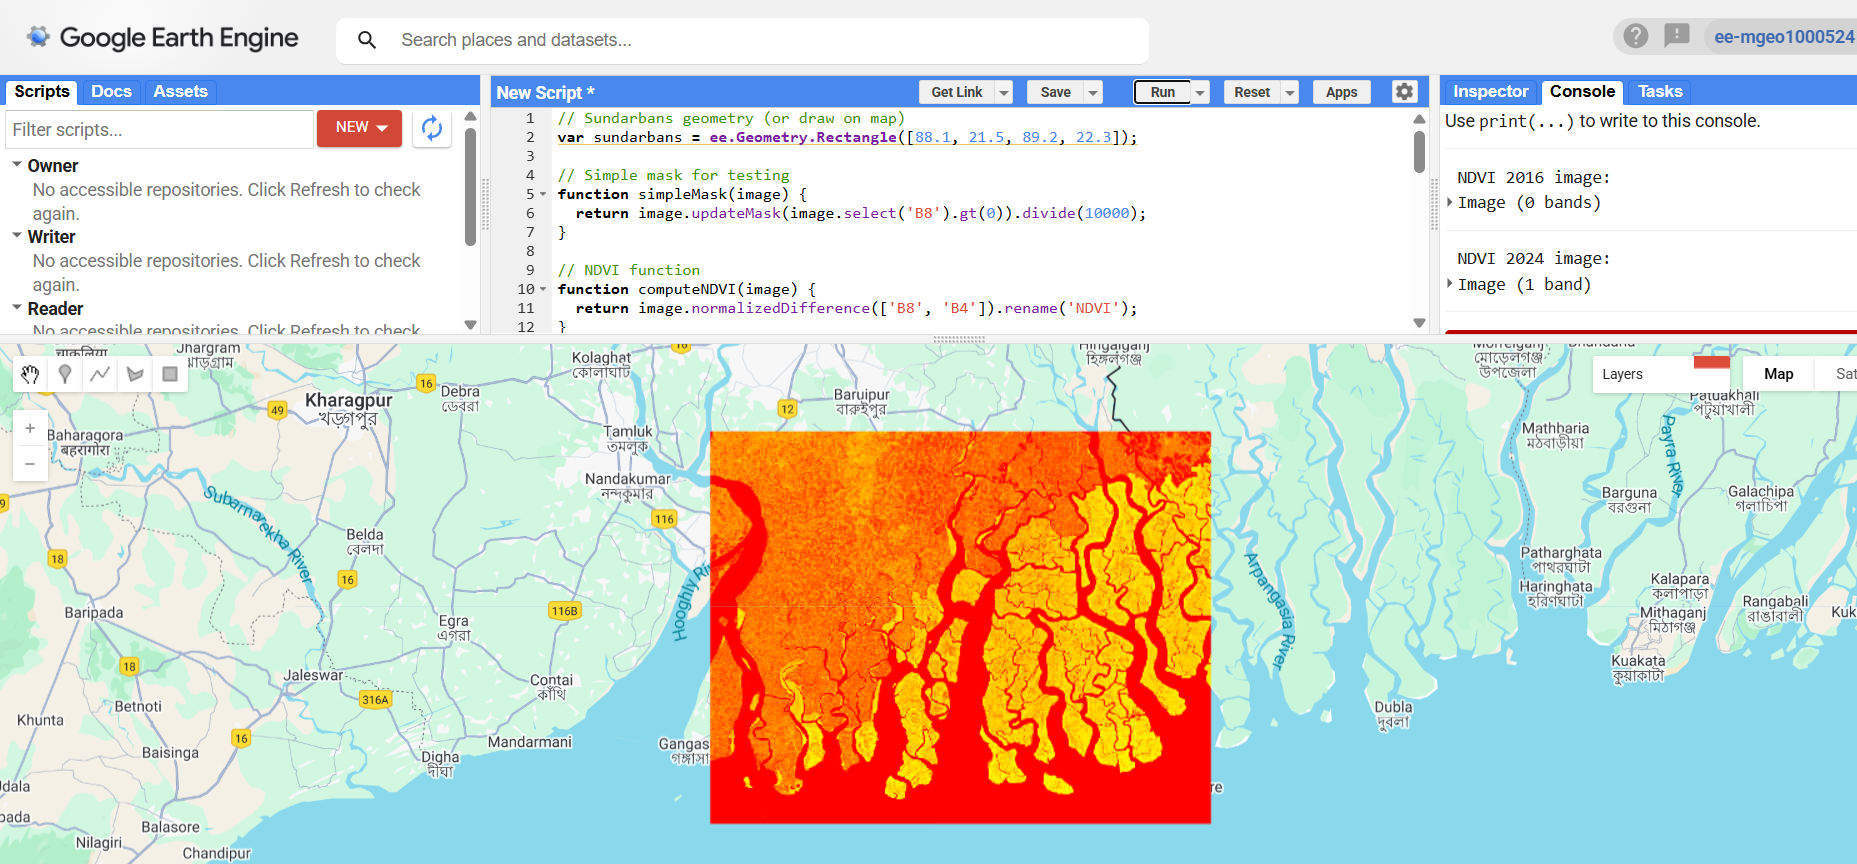 Google Earth Engine
Search places and datasets...
ee-mgeo1000524
Scripts
Docs
Assets
Filter scripts...
NEW
Owner
No accessible repositories. Click Refresh to check
again.
Writer
No accessible repositories. Click Refresh to check
again.
Reader
No accessible repositories. Click Refresh to check
New Script *
Get Link
Save
Run
Reset
Apps
1 // Sundarbans geometry (or draw on map)
2 var sundarbans = ee.Geometry.Rectangle([88.1, 21.5, 89.2, 22.3]);
3
4 // Simple mask for testing
5 function simpleMask(image) {
6 return image.updateMask(image.select('B8').gt(0)).divide(10000);
7 }
8
9 // NDVI function
10 function computeNDVI(image) {
11 return image.normalizedDifference(['B8', 'B4']).rename('NDVI');
12 }
Inspector
Console
Tasks
Use print(...) to write to this console.
NDVI 2016 image:
Image (0 bands)
NDVI 2024 image:
Image (1 band)
Layers
Map
Sat
Jhargram
ঝাড়গ্রাম
Kolaghat
কোলাঘাট
16
Debra
ডেবরা
49
Kharagpur
খড়গপুর
12
Baruipur
বারুইপুর
Hingalganj
হিঙ্গলগঞ্জ
মোড়েলগঞ্জ
উপজেলা
Patuakhali
পটুয়াখালী
Baharagora
বহরাগোরা
Tamluk
তমলুক
Mathbaria
মঠবাড়ীয়া
Payra River
Nandakumar
নন্দকুমার
116
Subarnarekha River
Barguna
বরগুনা
Galachipa
গলাচিপা
Belda
বেলদা
18
16
Hooghly Ri
Arpangasia River
Patharghata
পাথরঘাটা
Haringhata
হরিণঘাটা
Kalapara
কলাপাড়া
Baripada
116B
Egra
এগরা
Mithaganj
মিঠাগঞ্জ
Rangabali
রাঙাবালী
Kuk
18
Jaleswar
Contai
কাঁথি
Kuakata
কুয়াকাটা
316A
Betnoti
Khunta
Dubla
দুবলা
16
Baisinga
Mandarmani
Gangas
গঙ্গাসা
Digha
দীঘা
dala
Balasore
Nilagiri
Chandipur